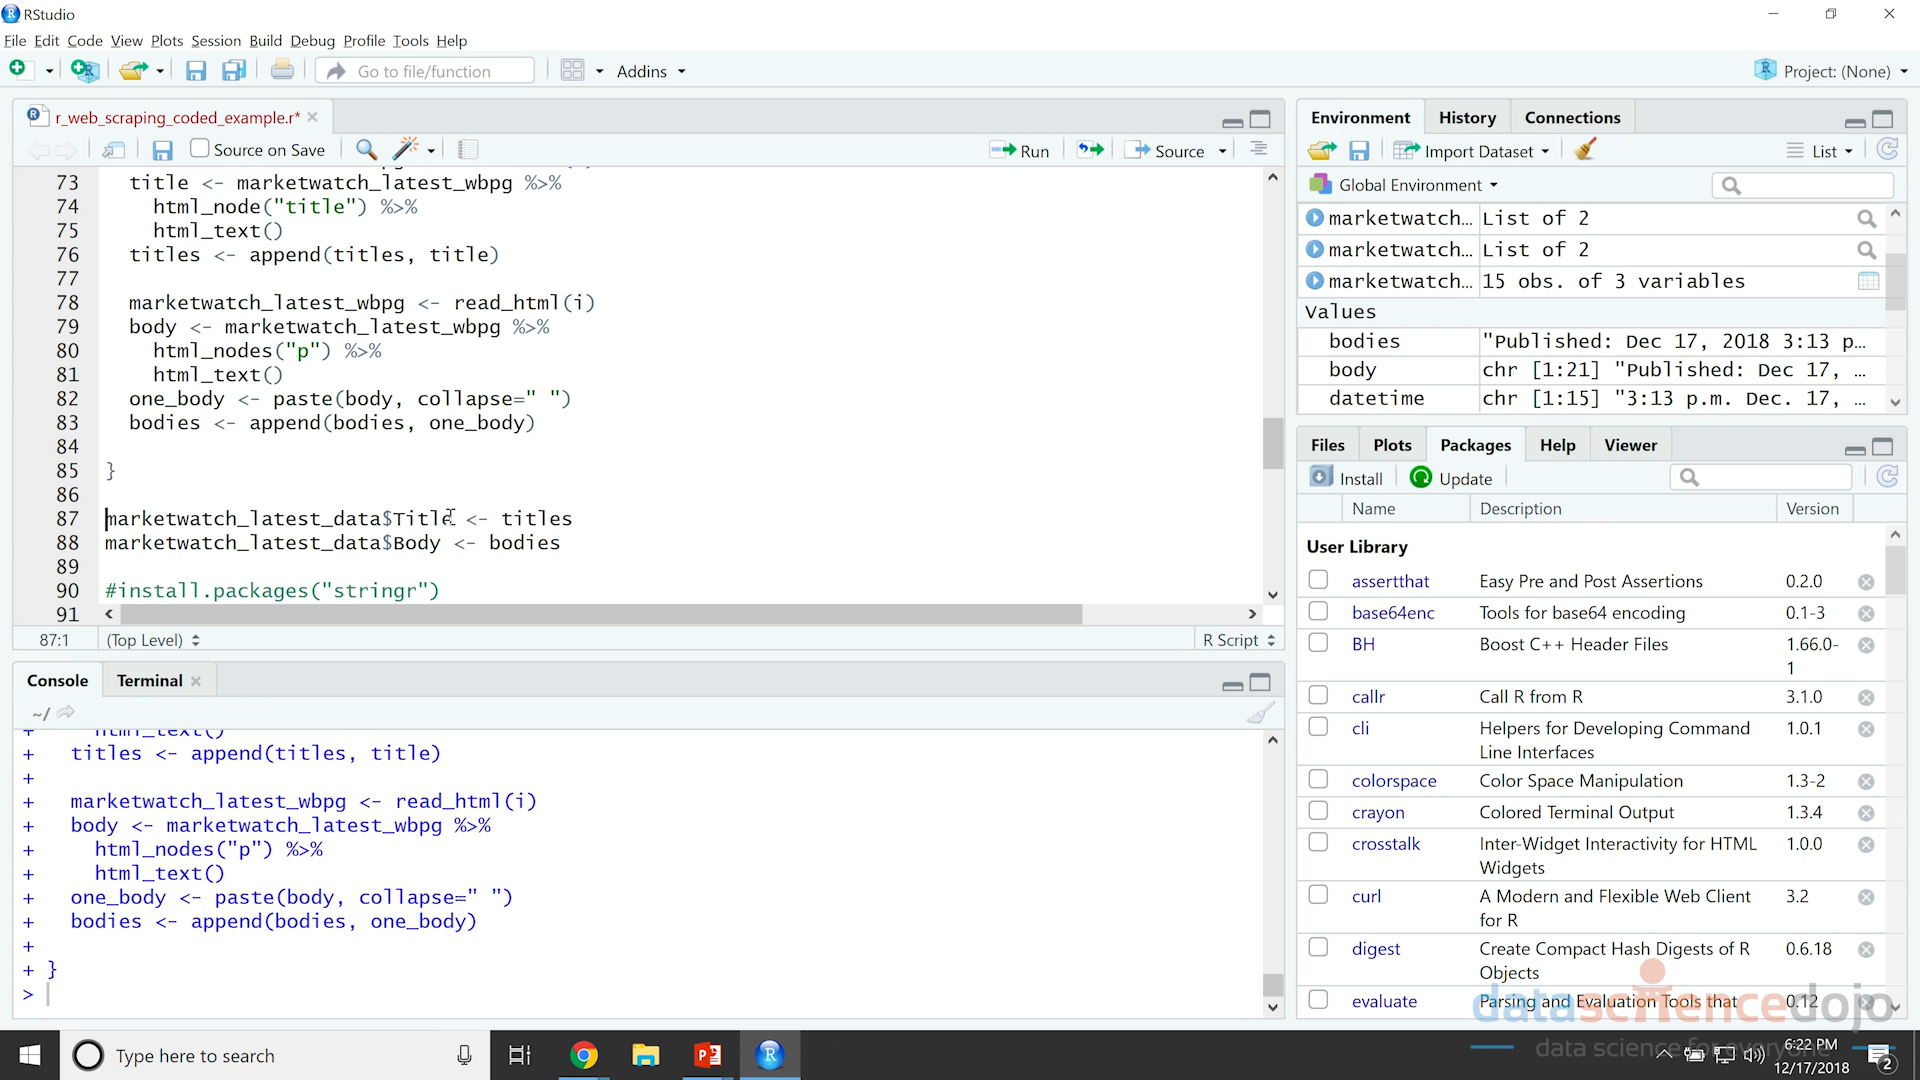 RStudio
File Edit Code View Plots Session Build Debug Profile Tools Help
Go to file/function
Addins
Project: (None)
r_web_scraping_coded_example.r*
Source on Save
Run
Source
73 title <- marketwatch_latest_wbpg %>%
74 html_node("title") %>%
75 html_text()
76 titles <- append(titles, title)
77
78 marketwatch_latest_wbpg <- read_html(i)
79 body <- marketwatch_latest_wbpg %>%
80 html_nodes("p") %>%
81 html_text()
82 one_body <- paste(body, collapse=" ")
83 bodies <- append(bodies, one_body)
84
85 }
86
87 marketwatch_latest_data$Title <- titles
88 marketwatch_latest_data$Body <- bodies
89
90 #install.packages("stringr")
91
87:1 (Top Level) R Script
Console Terminal
~/
+ html_text()
+ titles <- append(titles, title)
+
+ marketwatch_latest_wbpg <- read_html(i)
+ body <- marketwatch_latest_wbpg %>%
+ html_nodes("p") %>%
+ html_text()
+ one_body <- paste(body, collapse=" ")
+ bodies <- append(bodies, one_body)
+
+ }
>
Environment History Connections
Import Dataset List
Global Environment
marketwatch... List of 2
marketwatch... List of 2
marketwatch... 15 obs. of 3 variables
Values
bodies "Published: Dec 17, 2018 3:13 p...
body chr [1:21] "Published: Dec 17, ...
datetime chr [1:15] "3:13 p.m. Dec. 17, ...
Files Plots Packages Help Viewer
Install Update
Name Description Version
User Library
assertthat Easy Pre and Post Assertions 0.2.0
base64enc Tools for base64 encoding 0.1-3
BH Boost C++ Header Files 1.66.0-
1
callr Call R from R 3.1.0
cli Helpers for Developing Command 1.0.1
Line Interfaces
colorspace Color Space Manipulation 1.3-2
crayon Colored Terminal Output 1.3.4
crosstalk Inter-Widget Interactivity for HTML 1.0.0
Widgets
curl A Modern and Flexible Web Client 3.2
for R
digest Create Compact Hash Digests of R 0.6.18
Objects
evaluate Parsing and Evaluation Tools that 0.12
datasciencedojo
data science for everyone
Type here to search
6:22 PM
12/17/2018
2